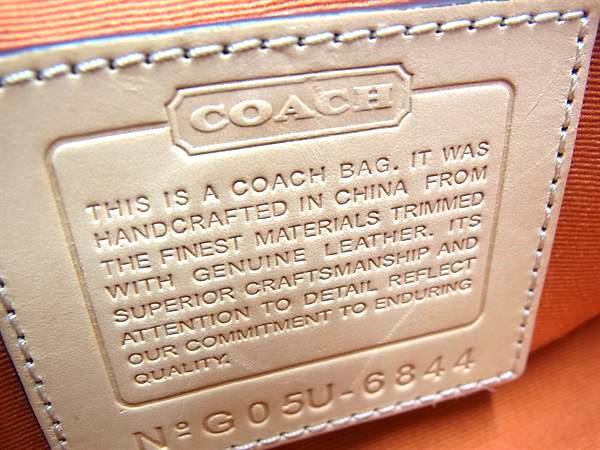 COACH
THIS IS A COACH BAG. IT WAS
HANDCRAFTED IN CHINA FROM
THE FINEST MATERIALS TRIMMED
WITH GENUINE LEATHER. ITS
SUPERIOR CRAFTSMANSHIP AND
ATTENTION TO DETAIL REFLECT
OUR COMMITMENT TO ENDURING
QUALITY.
Nº G05U-6844